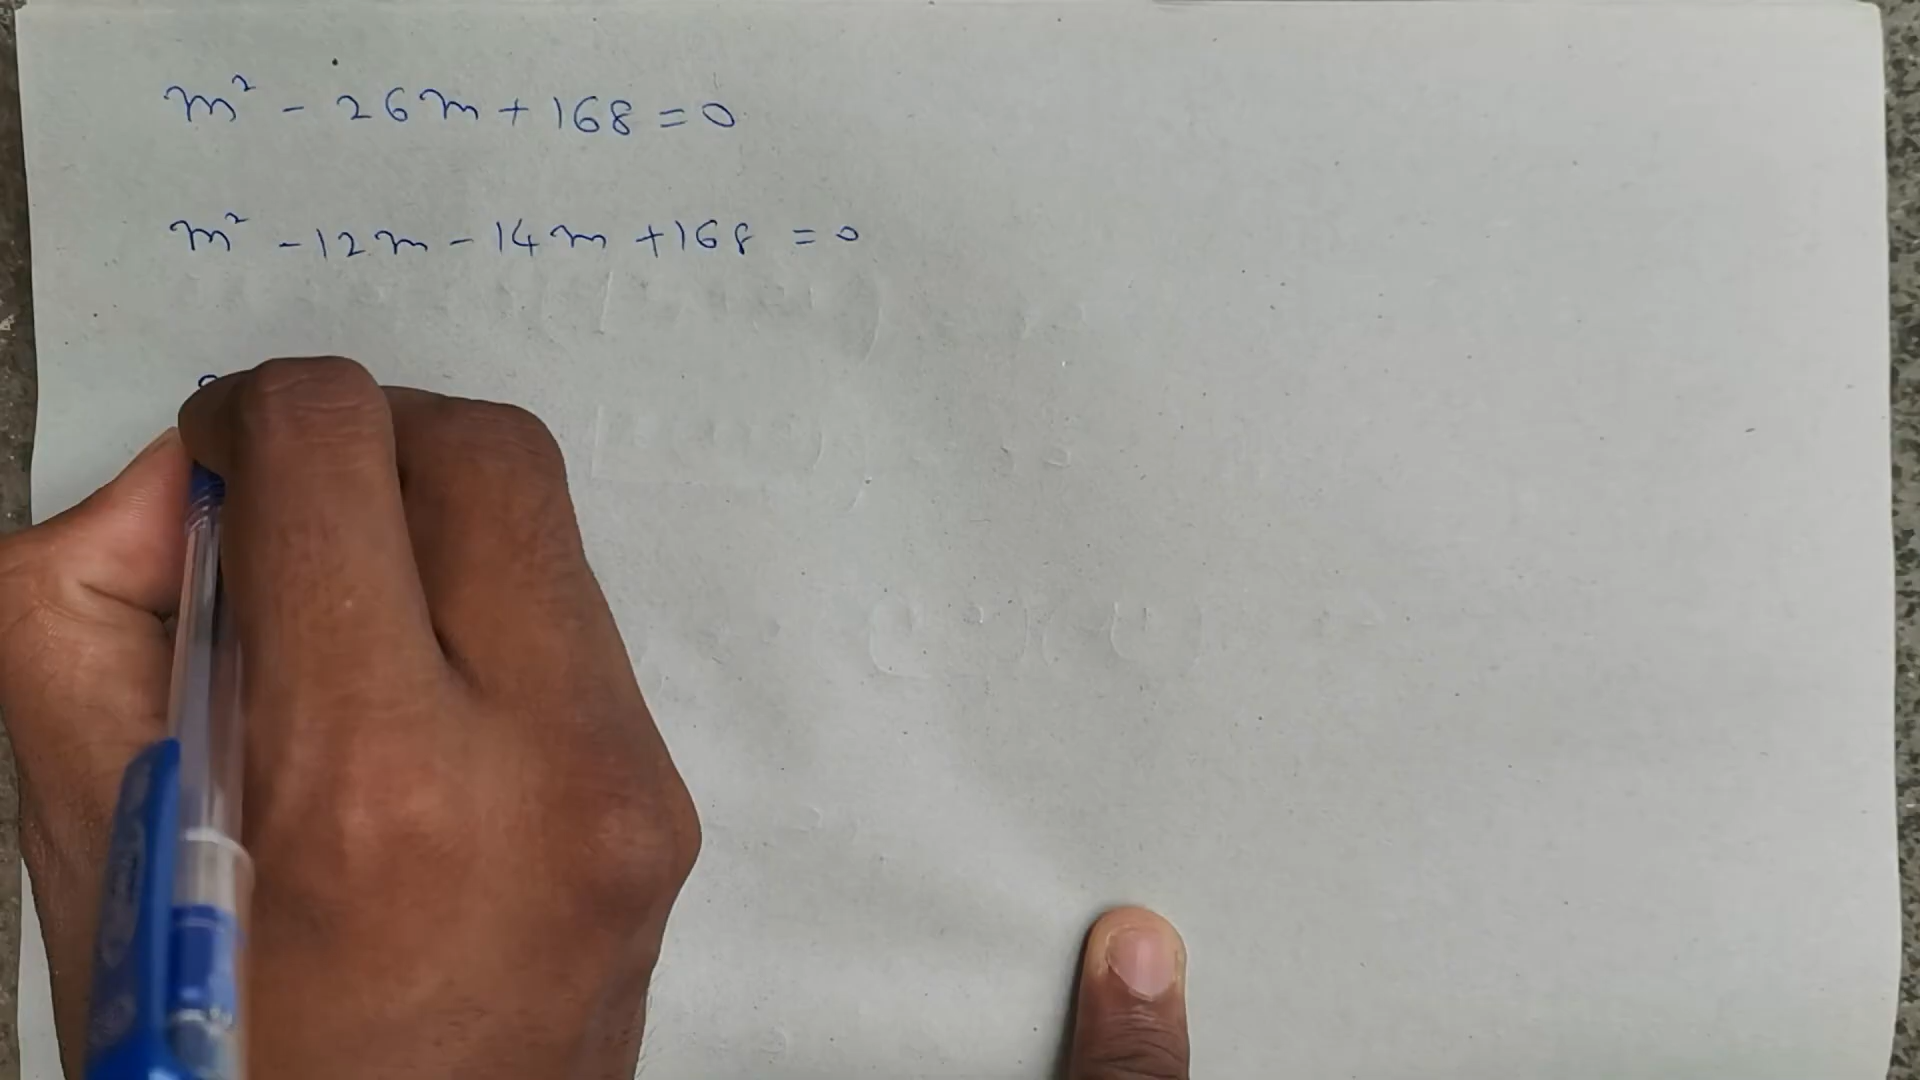 m² - 26m + 168 = 0
m² - 12m - 14m + 168 = 0